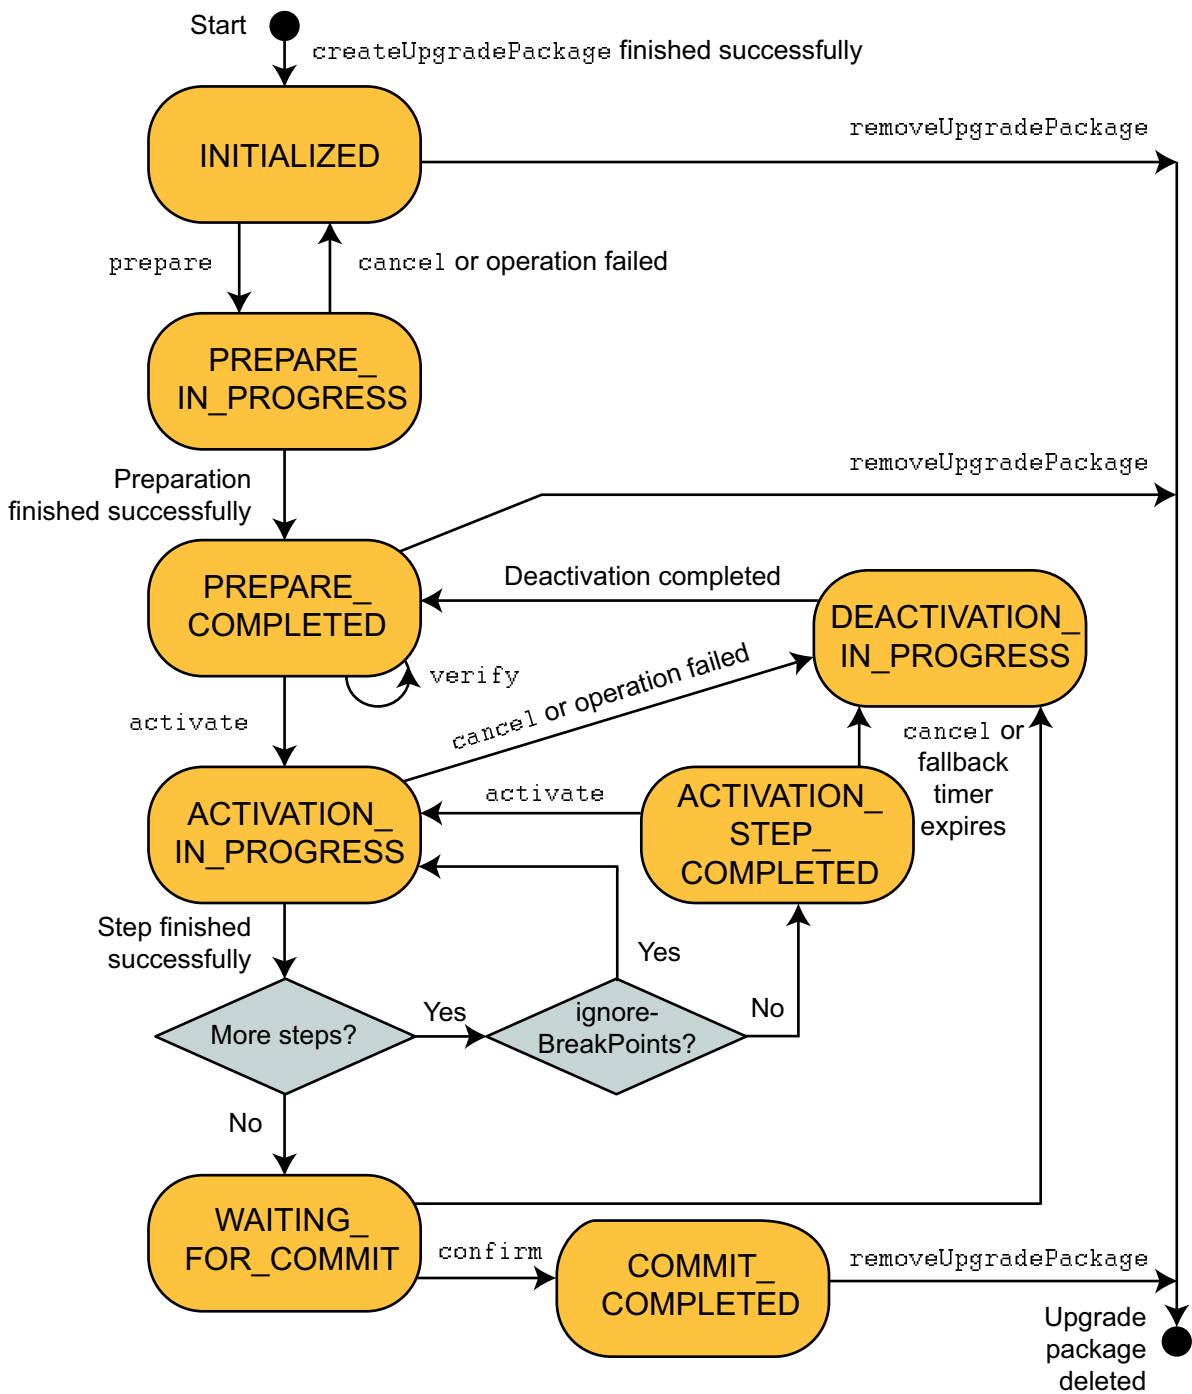 Start
createUpgradePackage finished successfully
removeUpgradePackage
INITIALIZED
prepare
cancel or operation failed
PREPARE_
IN_PROGRESS
Preparation
finished successfully
removeUpgradePackage
PREPARE_
COMPLETED
Deactivation completed
DEACTIVATION_
IN_PROGRESS
verify
cancel or operation failed
activate
cancel or
fallback
timer
expires
ACTIVATION_
IN_PROGRESS
activate
ACTIVATION_
STEP_
COMPLETED
Step finished
successfully
Yes
More steps?
Yes
ignore-
BreakPoints?
No
No
WAITING_
FOR_COMMIT
confirm
COMMIT_
COMPLETED
removeUpgradePackage
Upgrade
package
deleted